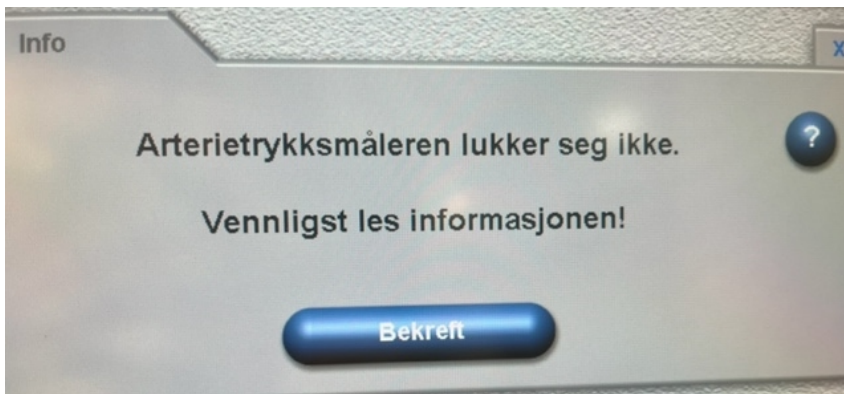 Info
X
?
Arterietrykksmåleren lukker seg ikke.
Vennligst les informasjonen!
Bekreft